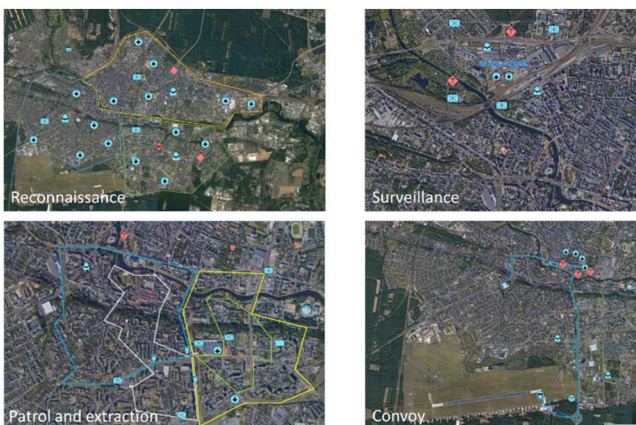 Reconnaissance
Surveillance
Patrol and extraction
Convoy